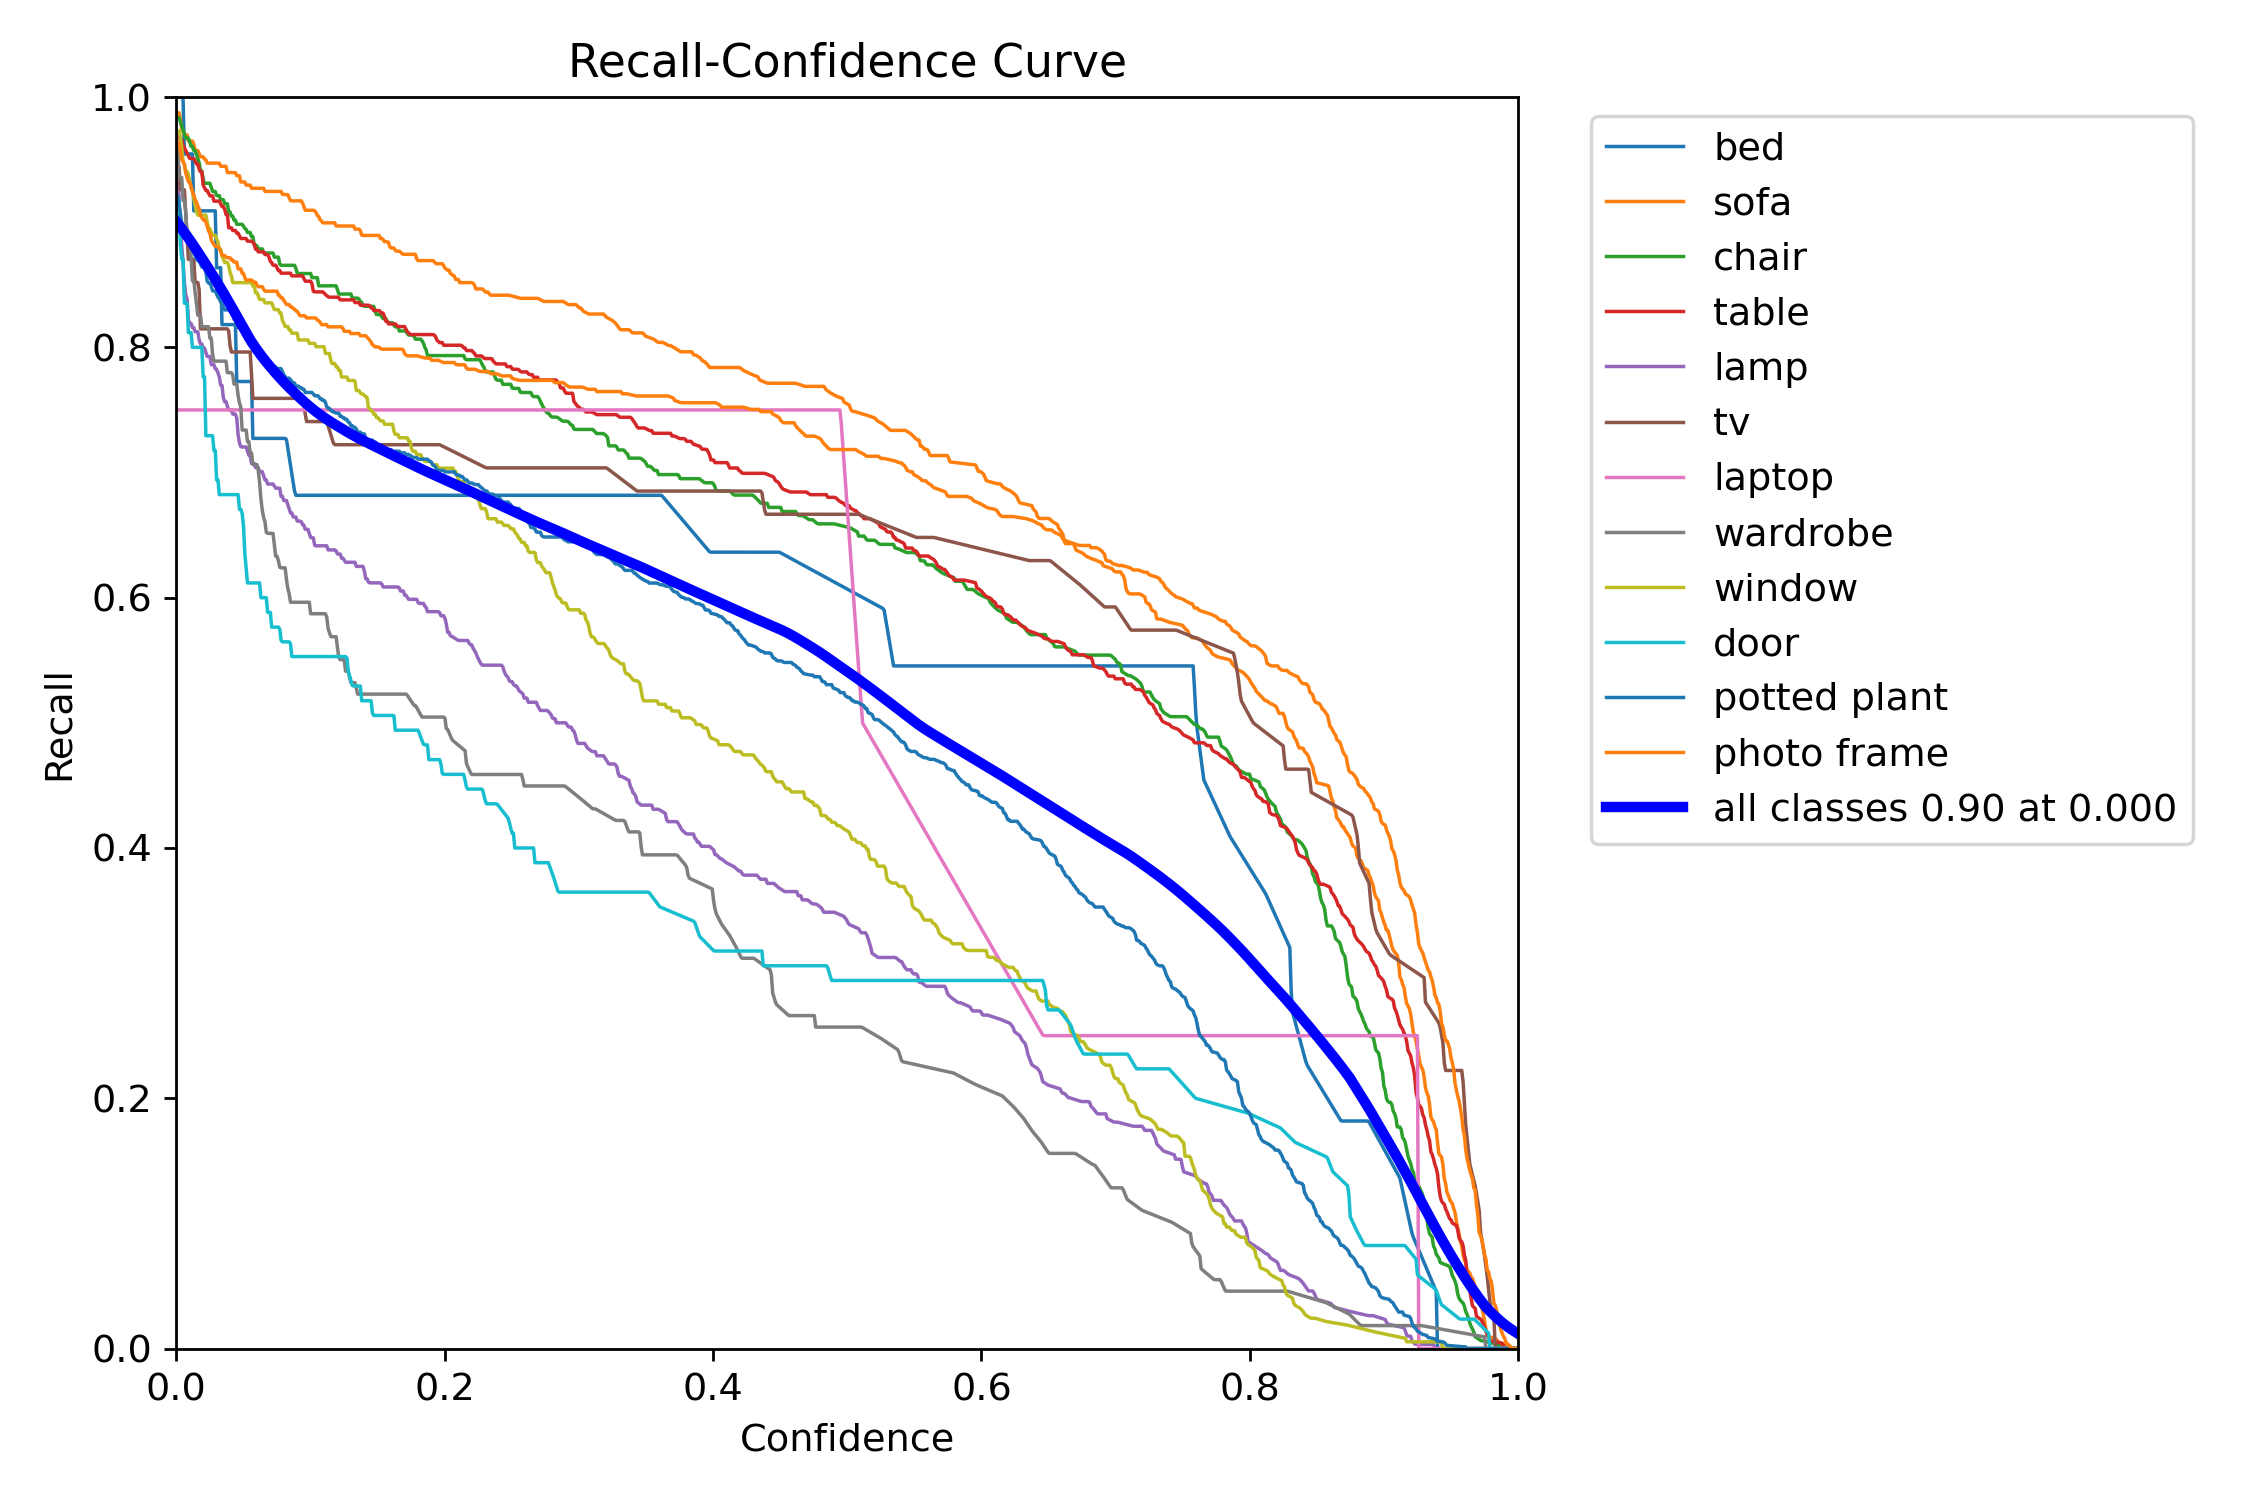 Recall-Confidence Curve
1.0
0.8
0.6
0.4
0.2
0.0
Recall
0.0 0.2 0.4 0.6 0.8 1.0
Confidence
bed
sofa
chair
table
lamp
tv
laptop
wardrobe
window
door
potted plant
photo frame
all classes 0.90 at 0.000